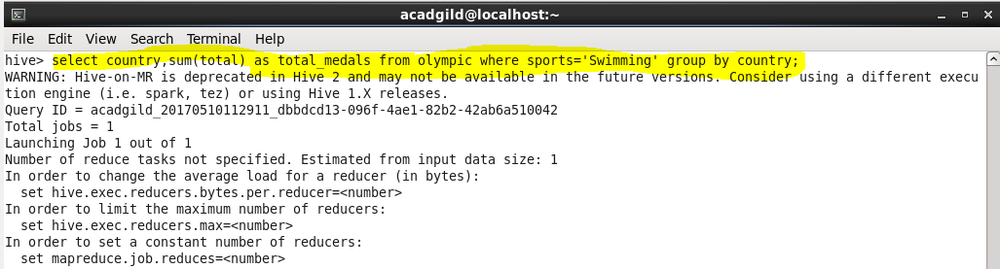 acadgild@localhost:~
File Edit View Search Terminal Help
hive> select country,sum(total) as total_medals from olympic where sports='Swimming' group by country;
WARNING: Hive-on-MR is deprecated in Hive 2 and may not be available in the future versions. Consider using a different execu
tion engine (i.e. spark, tez) or using Hive 1.X releases.
Query ID = acadgild_20170510112911_dbbdcd13-096f-4ae1-82b2-42ab6a510042
Total jobs = 1
Launching Job 1 out of 1
Number of reduce tasks not specified. Estimated from input data size: 1
In order to change the average load for a reducer (in bytes):
  set hive.exec.reducers.bytes.per.reducer=<number>
In order to limit the maximum number of reducers:
  set hive.exec.reducers.max=<number>
In order to set a constant number of reducers:
  set mapreduce.job.reduces=<number>